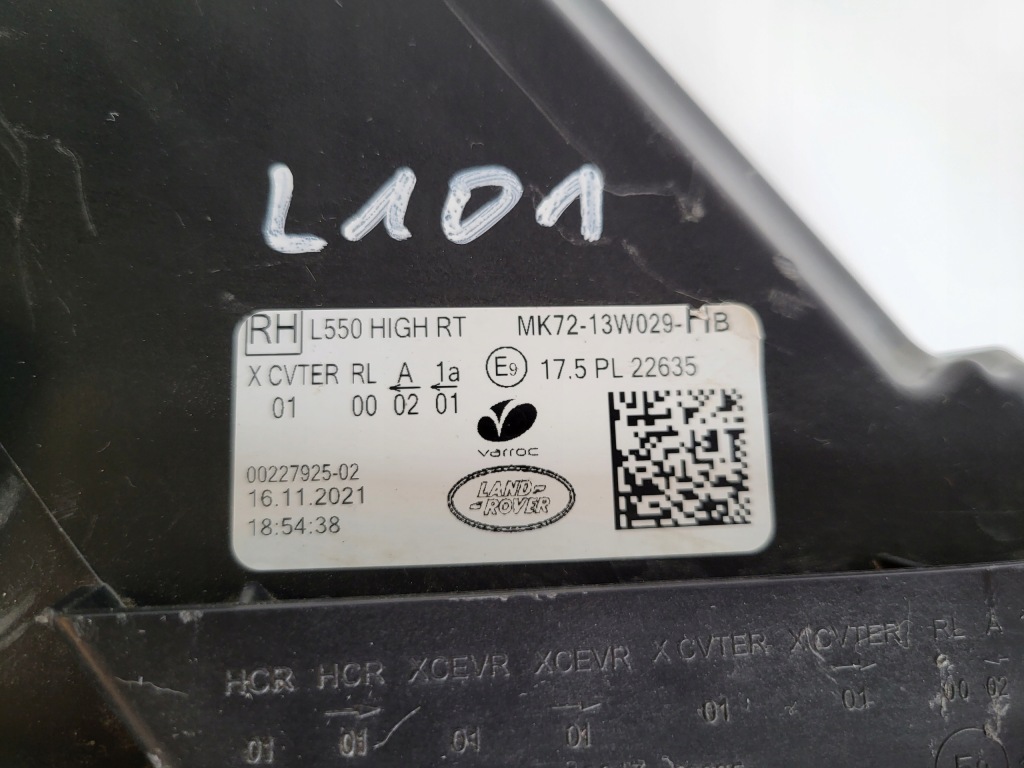 L101
RH L550 HIGH RT MK72-13W029-HB
X CVTER RL A 1a E9 17.5 PL 22635
01 00 02 01
varroc
00227925-02
16.11.2021
18:54:38
LAND-
-ROVER
HCR HCR XCEVR XCEVR X CVTER X CVTER RL A
01 01 01 01 01 01 00 02